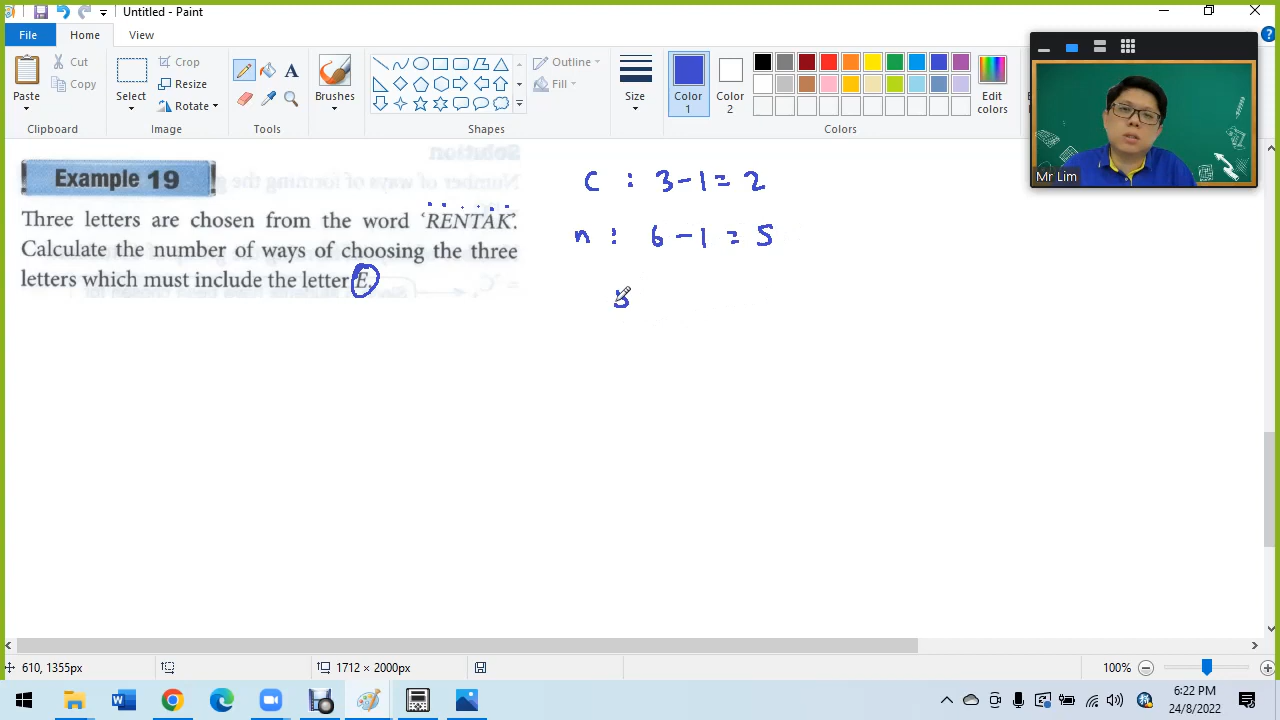 Untitled - Paint
File Home View
Paste
Cut
Copy
Clipboard
Select
Crop
Resize
Rotate
Image
Tools
Brushes
Outline
Fill
Shapes
Size
Color 1
Color 2
Edit colors
Colors
Mr Lim
Solution
Example 19
Three letters are chosen from the word ‘RENTAK’.
Calculate the number of ways of choosing the three
letters which must include the letter E.
C : 3-1=2
n : 6-1=5
5
610, 1355px
1712 × 2000px
100%
6:22 PM
24/8/2022